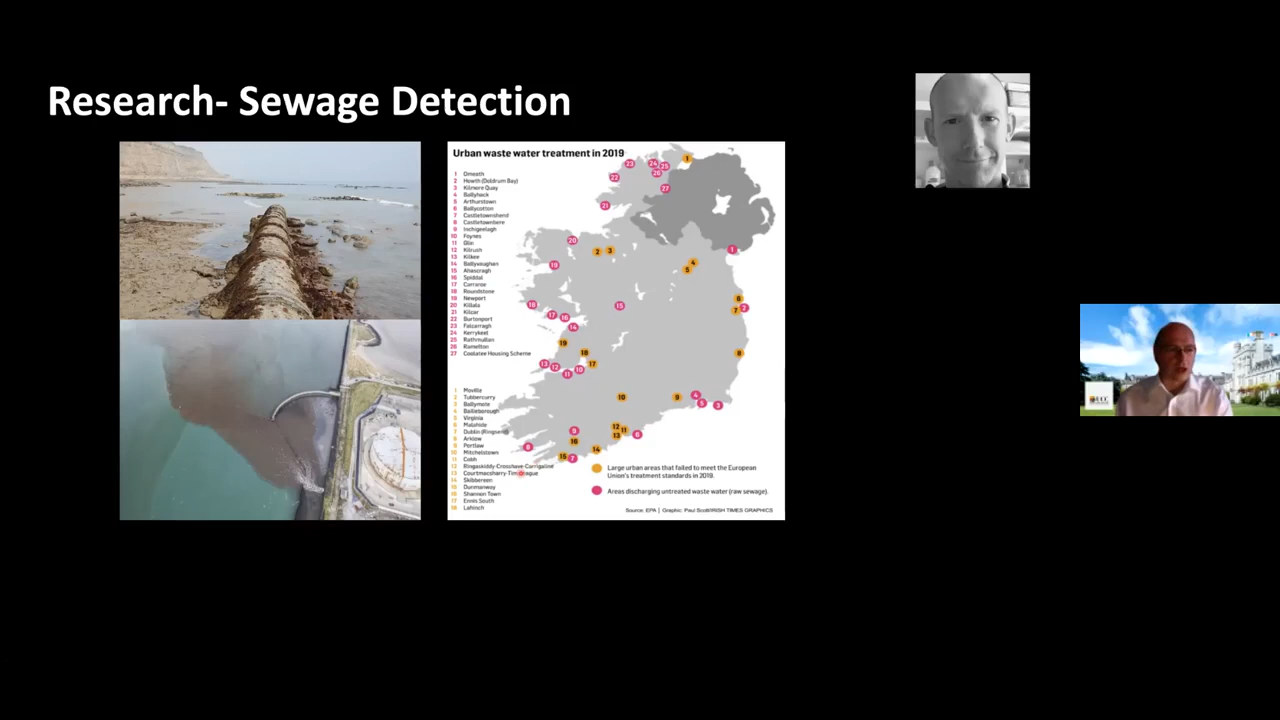 Research- Sewage Detection
Urban waste water treatment in 2019
1 Omeath
2 Howth (Doldrum Bay)
3 Kilmore Quay
4 Ballyhack
5 Arthurstown
6 Ballycotton
7 Castletownshend
8 Castletownbere
9 Inchigeelagh
10 Foynes
11 Glin
12 Kilrush
13 Kilkee
14 Ballyvaughan
15 Ahascragh
16 Spiddal
17 Carraroe
18 Roundstone
19 Newport
20 Killala
21 Kilcar
22 Burtonport
23 Falcarragh
24 Kerrykeel
25 Rathmullan
26 Ramelton
27 Coolatee Housing Scheme
1 Moville
2 Tubbercurry
3 Ballymote
4 Bailieborough
5 Virginia
6 Malahide
7 Dublin (Ringsend)
8 Arklow
9 Portlaw
10 Mitchelstown
11 Cobh
12 Ringaskiddy-Crosshave-Carrigaline
13 Courtmacsharry-Timoleague
14 Skibbereen
15 Dunmanway
16 Shannon Town
17 Ennis South
18 Lahinch
Large urban areas that failed to meet the European
Union's treatment standards in 2019.
Areas discharging untreated waste water (raw sewage).
Source: EPA | Graphic: Paul Scott/IRISH TIMES GRAPHICS
UCC